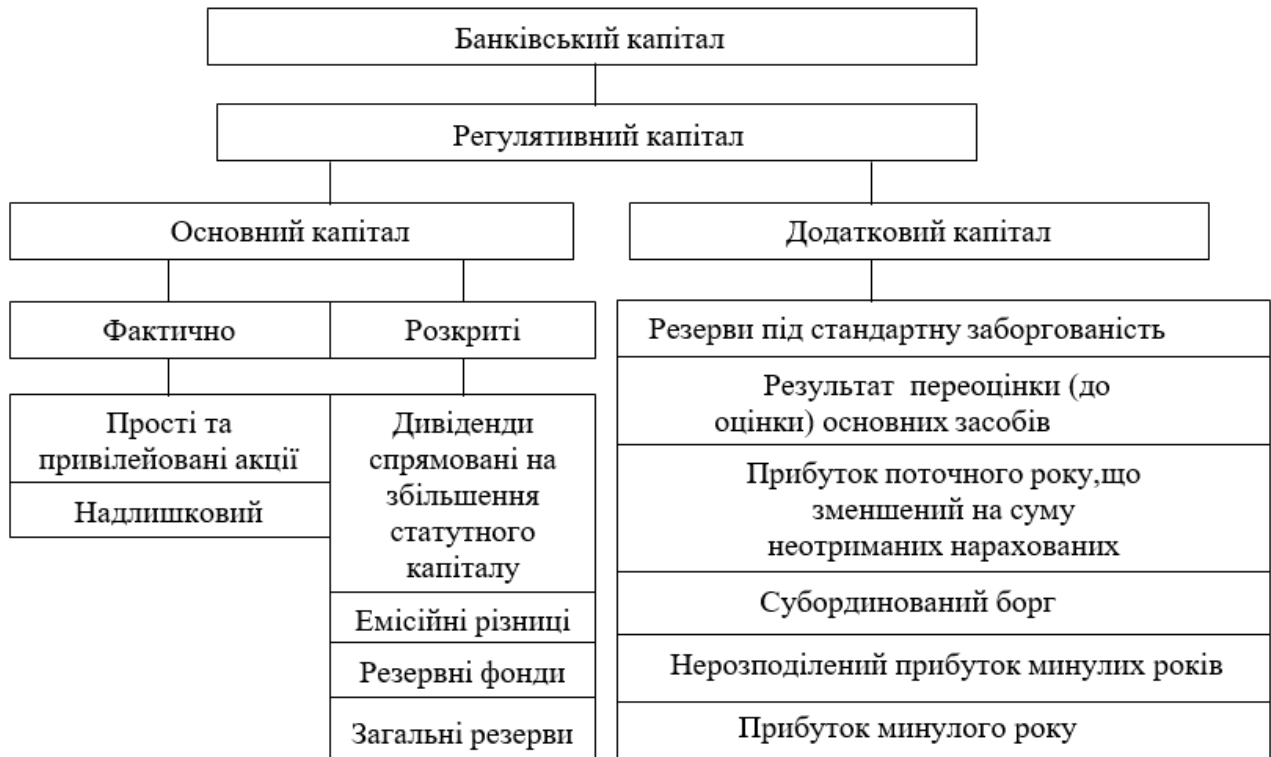 Банківський капітал
Регулятивний капітал
Основний капітал
Додатковий капітал
Фактично
Розкриті
Прості та
привілейовані акції
Надлишковий
Дивіденди
спрямовані на
збільшення
статутного
капіталу
Емісійні різниці
Резервні фонди
Загальні резерви
Резерви під стандартну заборгованість
Результат переоцінки (до
оцінки) основних засобів
Прибуток поточного року,що
зменшений на суму
неотриманих нарахованих
Субординований борг
Нерозподілений прибуток минулих років
Прибуток минулого року